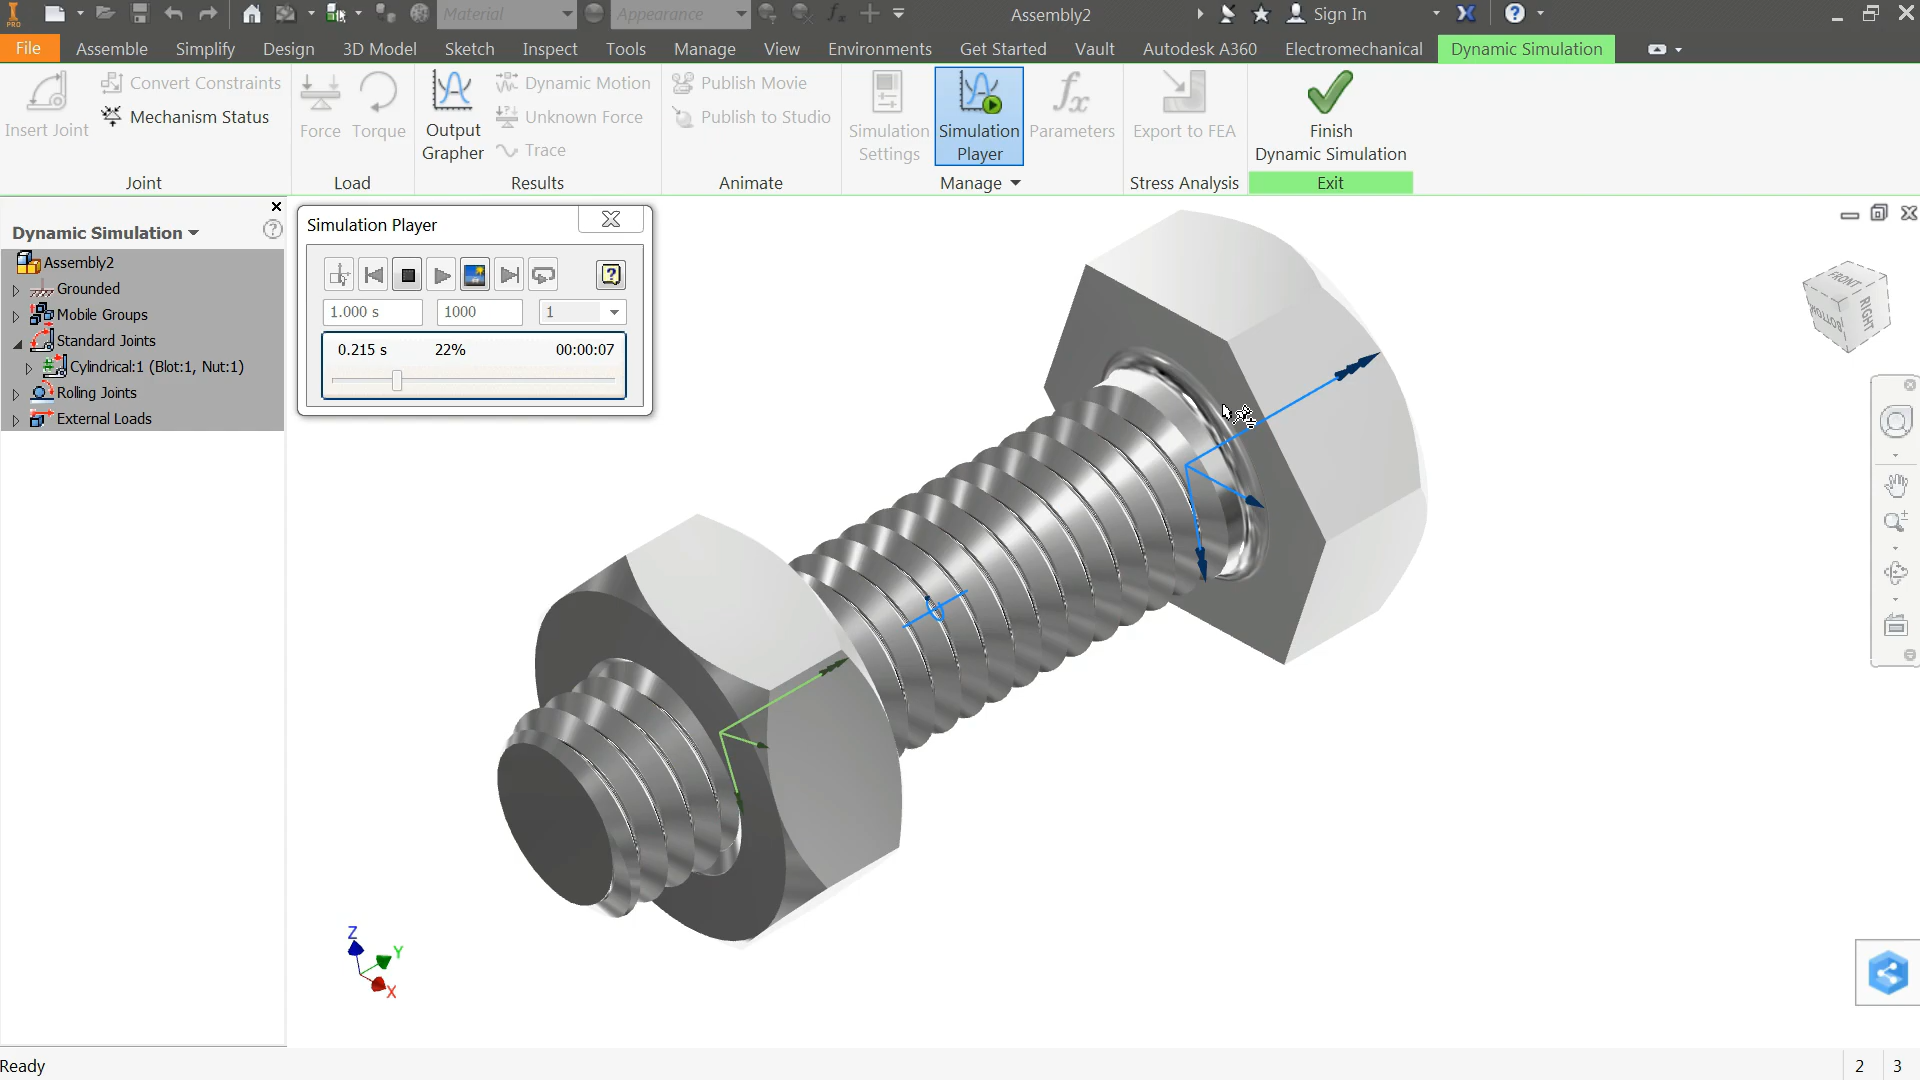 PRO
Material
Appearance
Assembly2
Sign In
File
Assemble
Simplify
Design
3D Model
Sketch
Inspect
Tools
Manage
View
Environments
Get Started
Vault
Autodesk A360
Electromechanical
Dynamic Simulation
Insert Joint
Convert Constraints
Mechanism Status
Joint
Force
Torque
Load
Output
Grapher
Dynamic Motion
Unknown Force
Trace
Results
Publish Movie
Publish to Studio
Animate
Simulation
Settings
Simulation
Player
Parameters
Manage
Export to FEA
Stress Analysis
Finish
Dynamic Simulation
Exit
Dynamic Simulation
Assembly2
Grounded
Mobile Groups
Standard Joints
Cylindrical:1 (Blot:1, Nut:1)
Rolling Joints
External Loads
Simulation Player
1.000 s
1000
1
0.215 s
22%
00:00:07
FRONT
RIGHT
BOTTOM
Z
Y
X
Ready
2
3